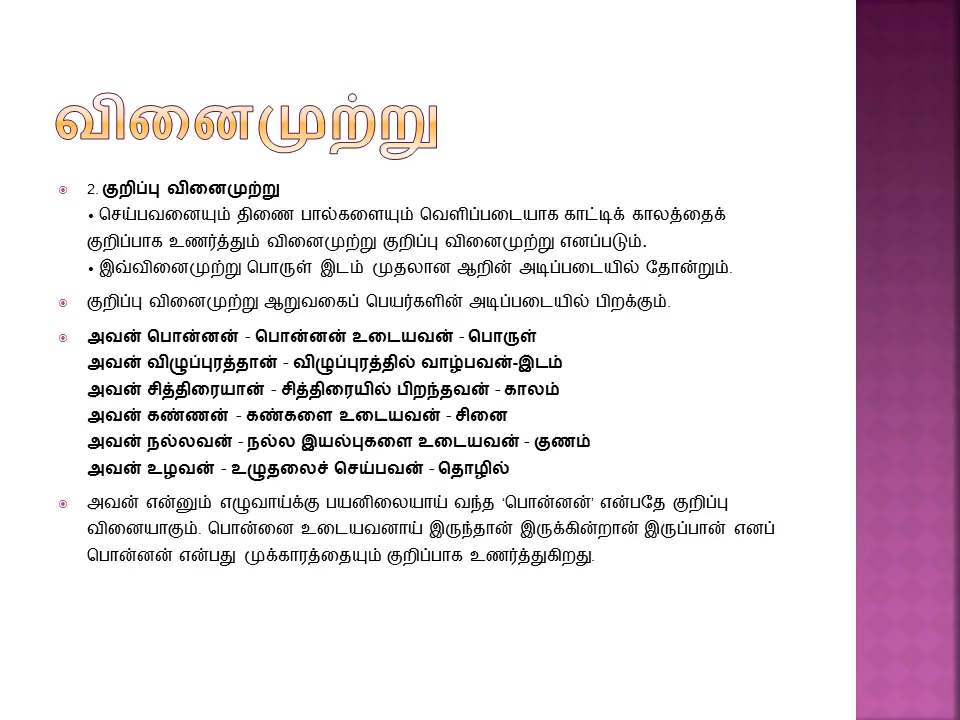 வினைமுற்று
2. குறிப்பு வினைமுற்று
• செய்பவனையும் திணை பால்களையும் வெளிப்படையாக காட்டிக் காலத்தைக்
குறிப்பாக உணர்த்தும் வினைமுற்று குறிப்பு வினைமுற்று எனப்படும்.
• இவ்வினைமுற்று பொருள் இடம் முதலான ஆறின் அடிப்படையில் தோன்றும்.
குறிப்பு வினைமுற்று ஆறுவகைப் பெயர்களின் அடிப்படையில் பிறக்கும்.
அவன் பொன்னன் - பொன்னன் உடையவன் - பொருள்
அவன் விழுப்புரத்தான் - விழுப்புரத்தில் வாழ்பவன்-இடம்
அவன் சித்திரையான் - சித்திரையில் பிறந்தவன் - காலம்
அவன் கண்ணன் - கண்களை உடையவன் - சினை
அவன் நல்லவன் - நல்ல இயல்புகளை உடையவன் - குணம்
அவன் உழவன் - உழுதலைச் செய்பவன் - தொழில்
அவன் என்னும் எழுவாய்க்கு பயனிலையாய் வந்த ‘பொன்னன்’ என்பதே குறிப்பு
வினையாகும். பொன்னை உடையவனாய் இருந்தான் இருக்கின்றான் இருப்பான் எனப்
பொன்னன் என்பது முக்காரத்தையும் குறிப்பாக உணர்த்துகிறது.